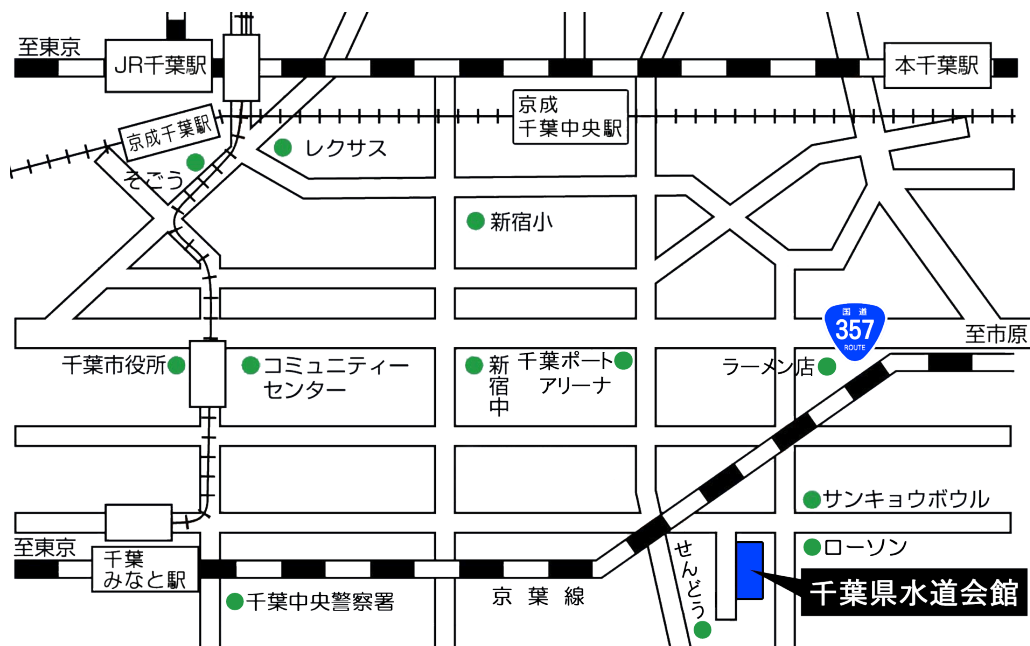 至東京
JR千葉駅
本千葉駅
京成
千葉中央駅
京成千葉駅
レクサス
そごう
新宿小
国道
357
ROUTE
至市原
千葉市役所
コミュニティー
センター
新宿中
千葉ポート
アリーナ
ラーメン店
サンキョウボウル
至東京
千葉
みなと駅
せんどう
ローソン
千葉県水道会館
千葉中央警察署
京葉線